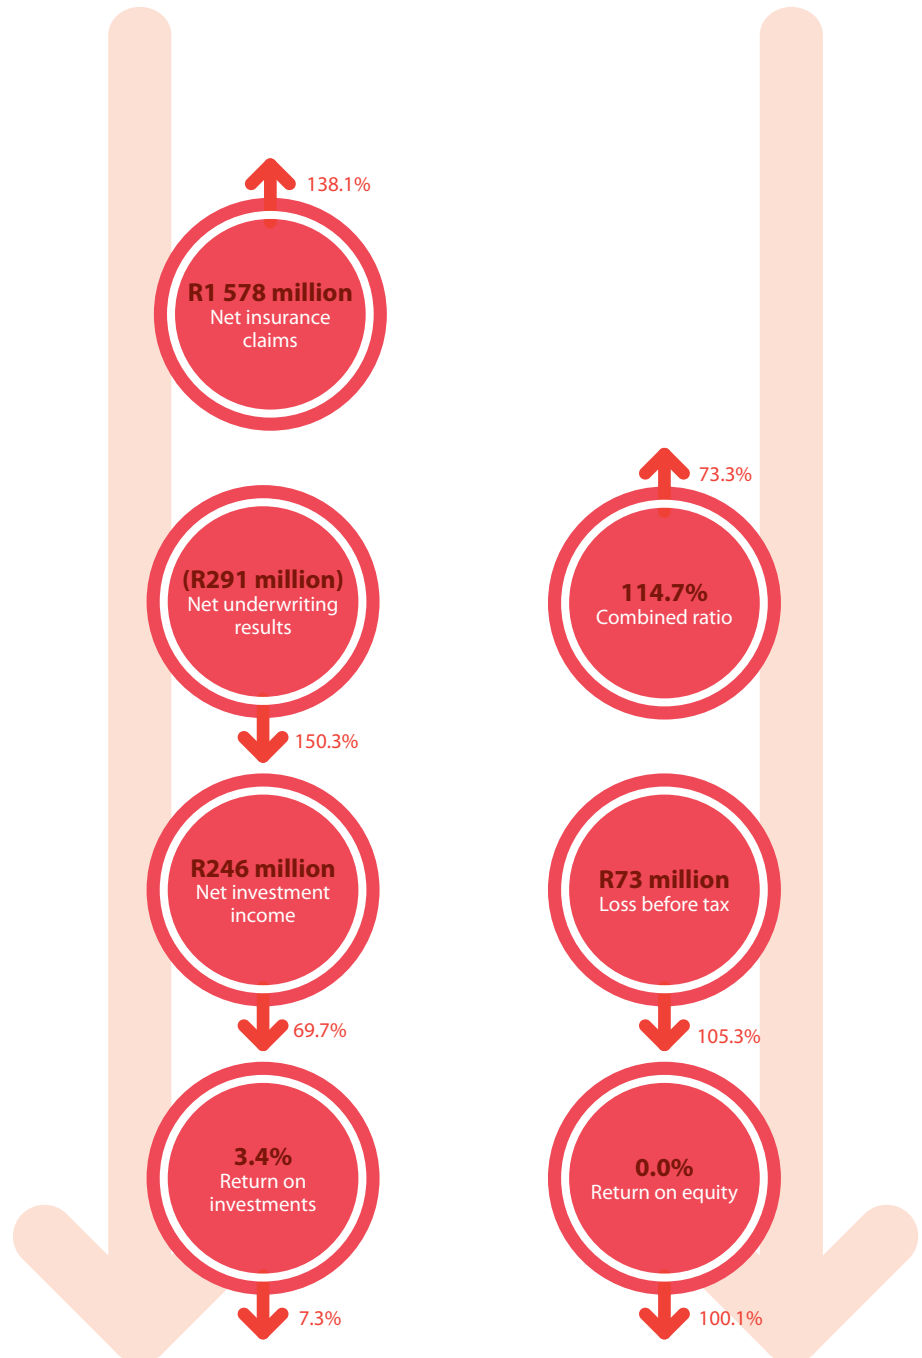 138.1%
R1 578 million
Net insurance
claims
73.3%
(R291 million)
Net underwriting
results
114.7%
Combined ratio
150.3%
R246 million
Net investment
income
R73 million
Loss before tax
69.7%
105.3%
3.4%
Return on
investments
0.0%
Return on equity
7.3%
100.1%